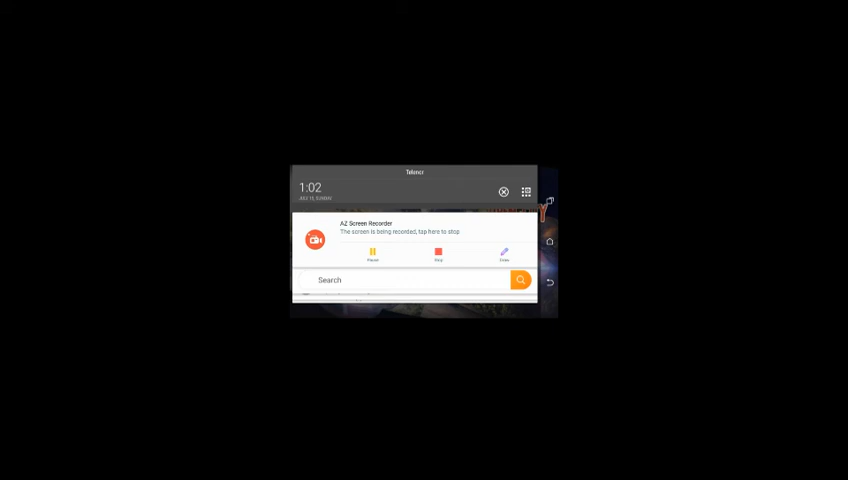 Telenor
1:02
AZ Screen Recorder
The screen is being recorded, tap here to stop
Pause
Stop
Draw
Search
Y